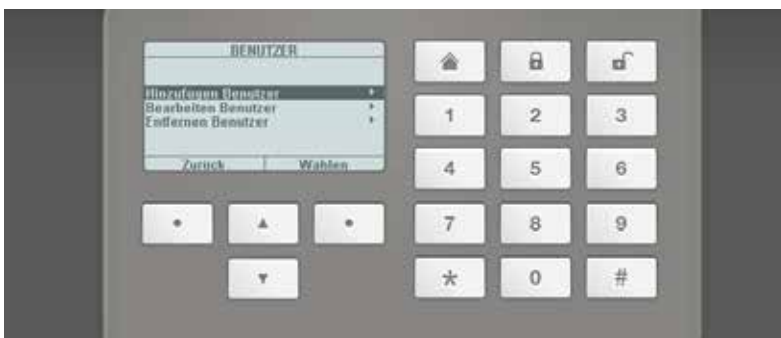 BENUTZER
Hinzufugen Benutzer
Bearbeiten Benutzer
Entfernen Benutzer
Zuruck Wahlen
1 2 3
4 5 6
7 8 9
* 0 #